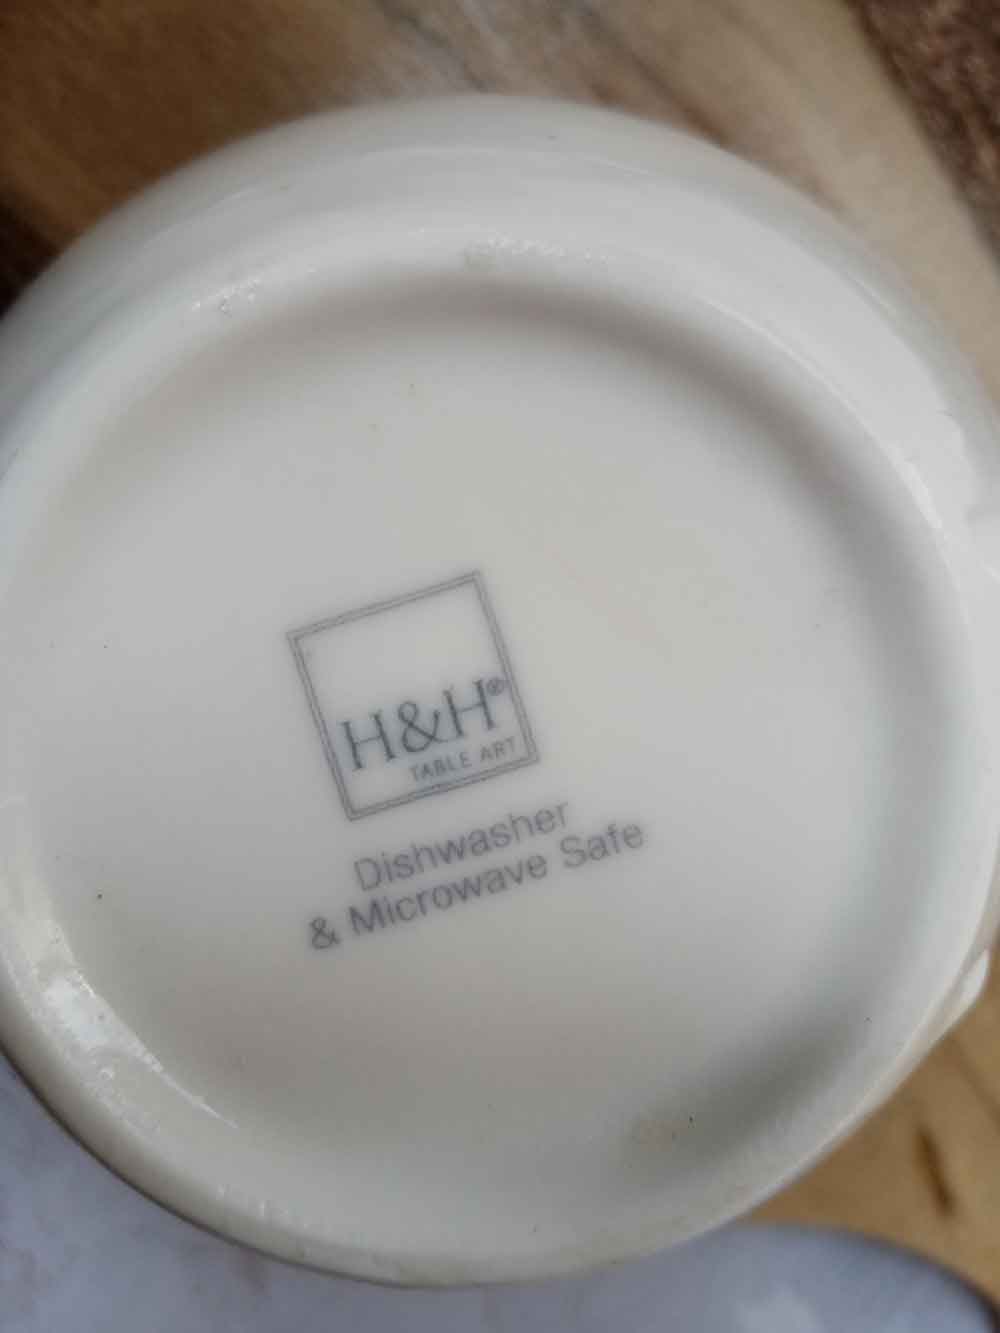 H&H®
TABLE ART
Dishwasher
& Microwave Safe